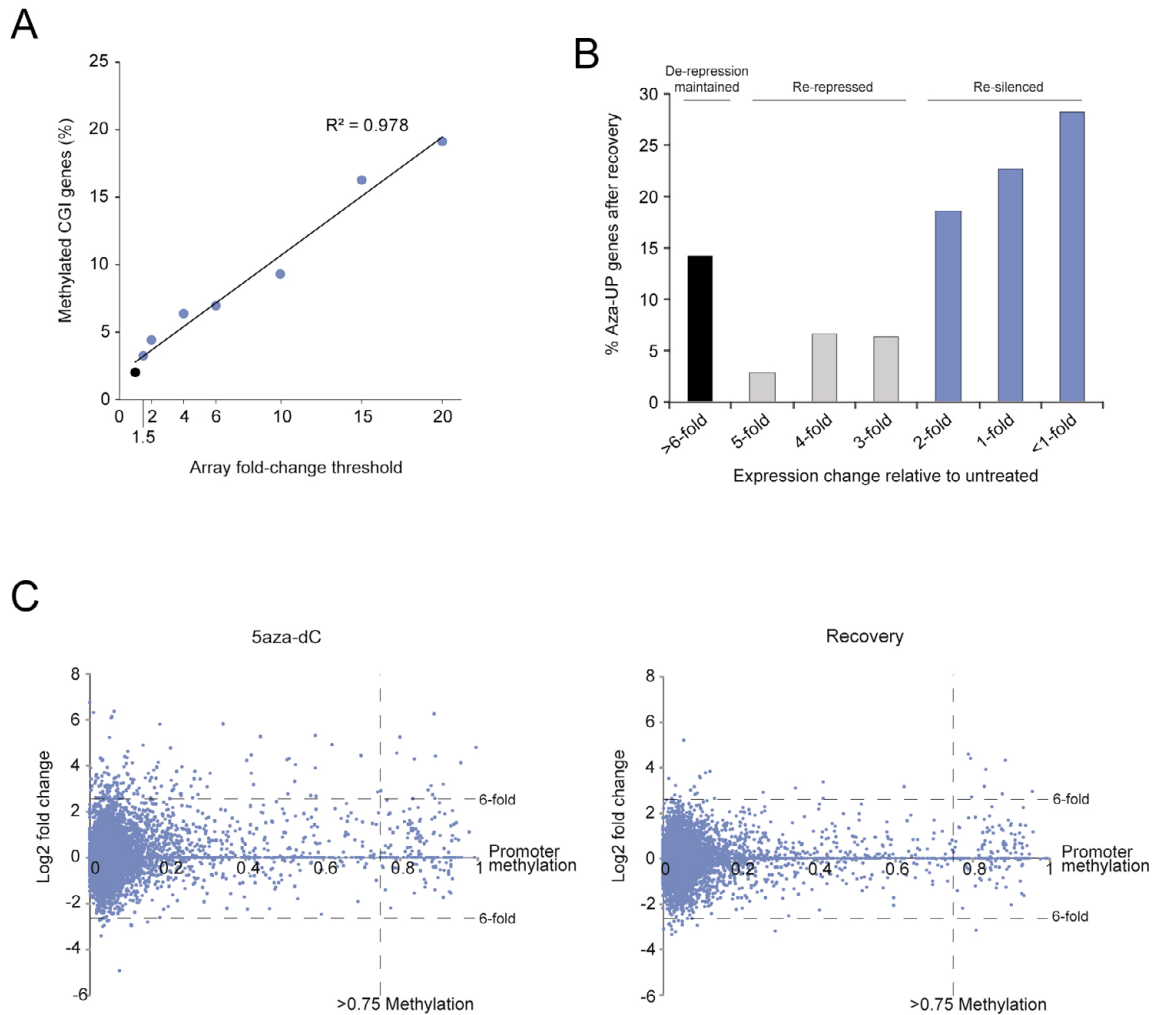 A
25
20
15
10
5
0
Methylated CGI genes (%)
R² = 0.978
0 2 4 6 10 15 20
1.5
Array fold-change threshold
B
De-repression
maintained
Re-repressed
Re-silenced
30
25
20
15
10
5
0
% Aza-UP genes after recovery
>6-fold
5-fold
4-fold
3-fold
2-fold
1-fold
<1-fold
Expression change relative to untreated
C
5aza-dC
8
6
4
2
0
-2
-4
-6
Log2 fold change
0 0.2 0.4 0.6 0.8 1
6-fold
Promoter
methylation
6-fold
>0.75 Methylation
Recovery
8
6
4
2
0
-2
-4
-6
Log2 fold change
0 0.2 0.4 0.6 0.8 1
6-fold
Promoter
methylation
6-fold
>0.75 Methylation